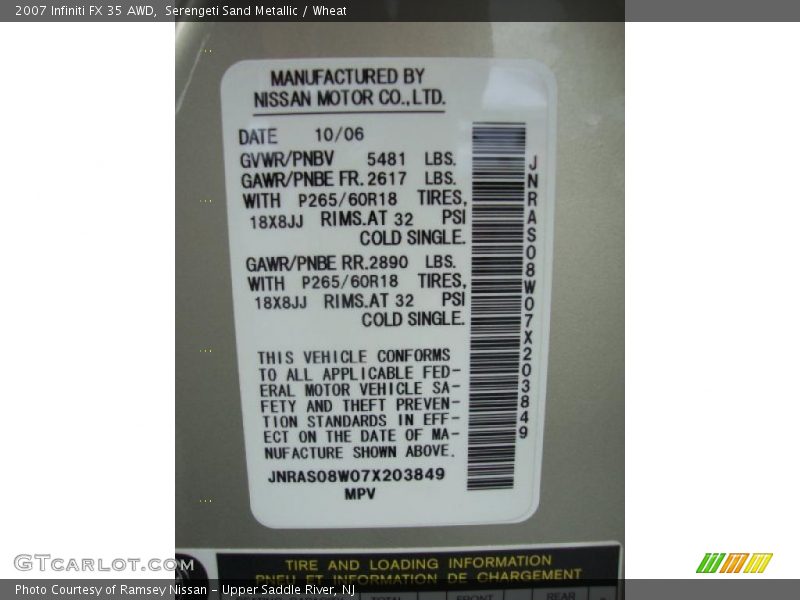 2007 Infiniti FX 35 AWD,  Serengeti Sand Metallic / Wheat
MANUFACTURED BY
NISSAN MOTOR CO.,LTD.
DATE 10/06
GVWR/PNBV 5481 LBS.
GAWR/PNBE FR. 2617 LBS.
WITH P265/60R18 TIRES,
18X8JJ RIMS.AT 32 PSI
COLD SINGLE.
GAWR/PNBE RR. 2890 LBS.
WITH P265/60R18 TIRES,
18X8JJ RIMS.AT 32 PSI
COLD SINGLE.
THIS VEHICLE CONFORMS
TO ALL APPLICABLE FED-
ERAL MOTOR VEHICLE SA-
FETY AND THEFT PREVEN-
TION STANDARDS IN EFF-
ECT ON THE DATE OF MA-
NUFACTURE SHOWN ABOVE.
JNRAS08W07X203849
MPV
JNRAS08W07X203849
TIRE AND LOADING INFORMATION
PNEU ET INFORMATION DE CHARGEMENT
TOTAL FRONT REAR
GTcarlot.com
Photo Courtesy of Ramsey Nissan - Upper Saddle River, NJ